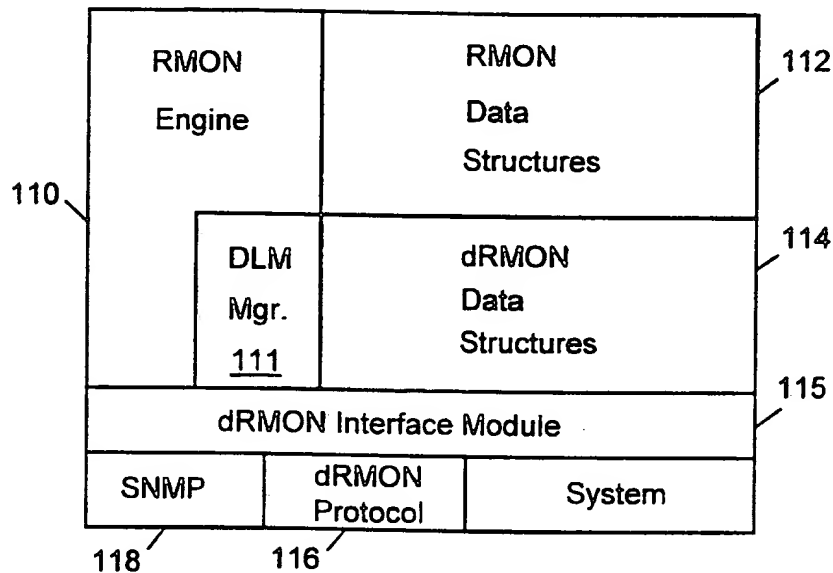 RMON
Engine
RMON
Data
Structures
112
110
DLM
Mgr.
111
dRMON
Data
Structures
114
dRMON Interface Module
115
SNMP
dRMON
Protocol
System
118
116